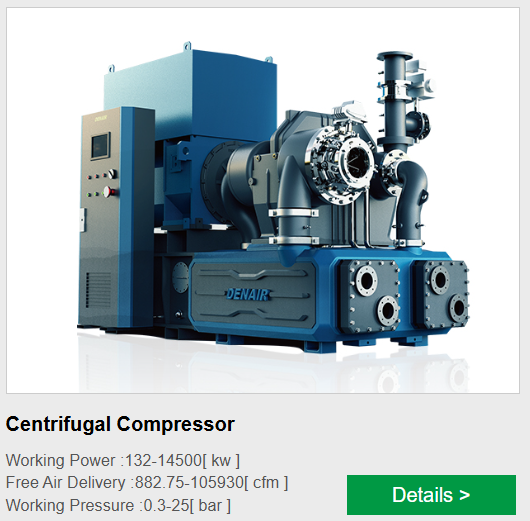 DENAIR
Centrifugal Compressor
Working Power :132-14500[ kw ]
Free Air Delivery :882.75-105930[ cfm ]
Working Pressure :0.3-25[ bar ]
Details >